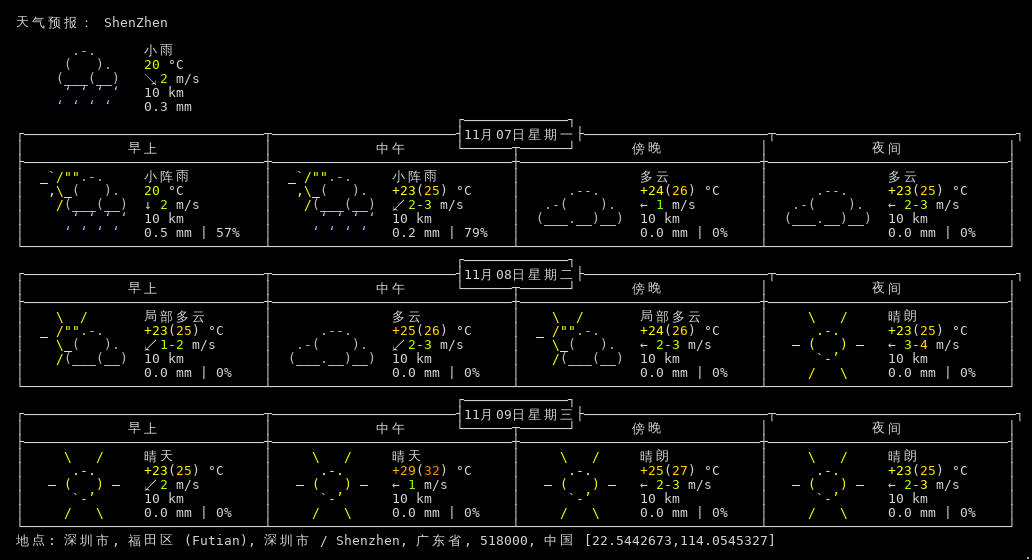 天气预报： ShenZhen
小雨
20 °C
↘ 2 m/s
10 km
0.3 mm
11月07日星期一
早上 中午 傍晚 夜间
小阵雨 小阵雨 多云 多云
20 °C +23(25) °C +24(26) °C +23(25) °C
↓ 2 m/s ↙ 2-3 m/s ← 1 m/s ← 2-3 m/s
10 km 10 km 10 km 10 km
0.5 mm | 57% 0.2 mm | 79% 0.0 mm | 0% 0.0 mm | 0%
11月08日星期二
早上 中午 傍晚 夜间
局部多云 多云 局部多云 晴朗
+23(25) °C +25(26) °C +24(26) °C +23(25) °C
↙ 1-2 m/s ↙ 2-3 m/s ← 2-3 m/s ← 3-4 m/s
10 km 10 km 10 km 10 km
0.0 mm | 0% 0.0 mm | 0% 0.0 mm | 0% 0.0 mm | 0%
11月09日星期三
早上 中午 傍晚 夜间
晴天 晴天 晴朗 晴朗
+23(25) °C +29(32) °C +25(27) °C +23(25) °C
↙ 2 m/s ← 1 m/s ← 2-3 m/s ← 2-3 m/s
10 km 10 km 10 km 10 km
0.0 mm | 0% 0.0 mm | 0% 0.0 mm | 0% 0.0 mm | 0%
地点: 深圳市, 福田区 (Futian), 深圳市 / Shenzhen, 广东省, 518000, 中国 [22.5442673,114.0545327]